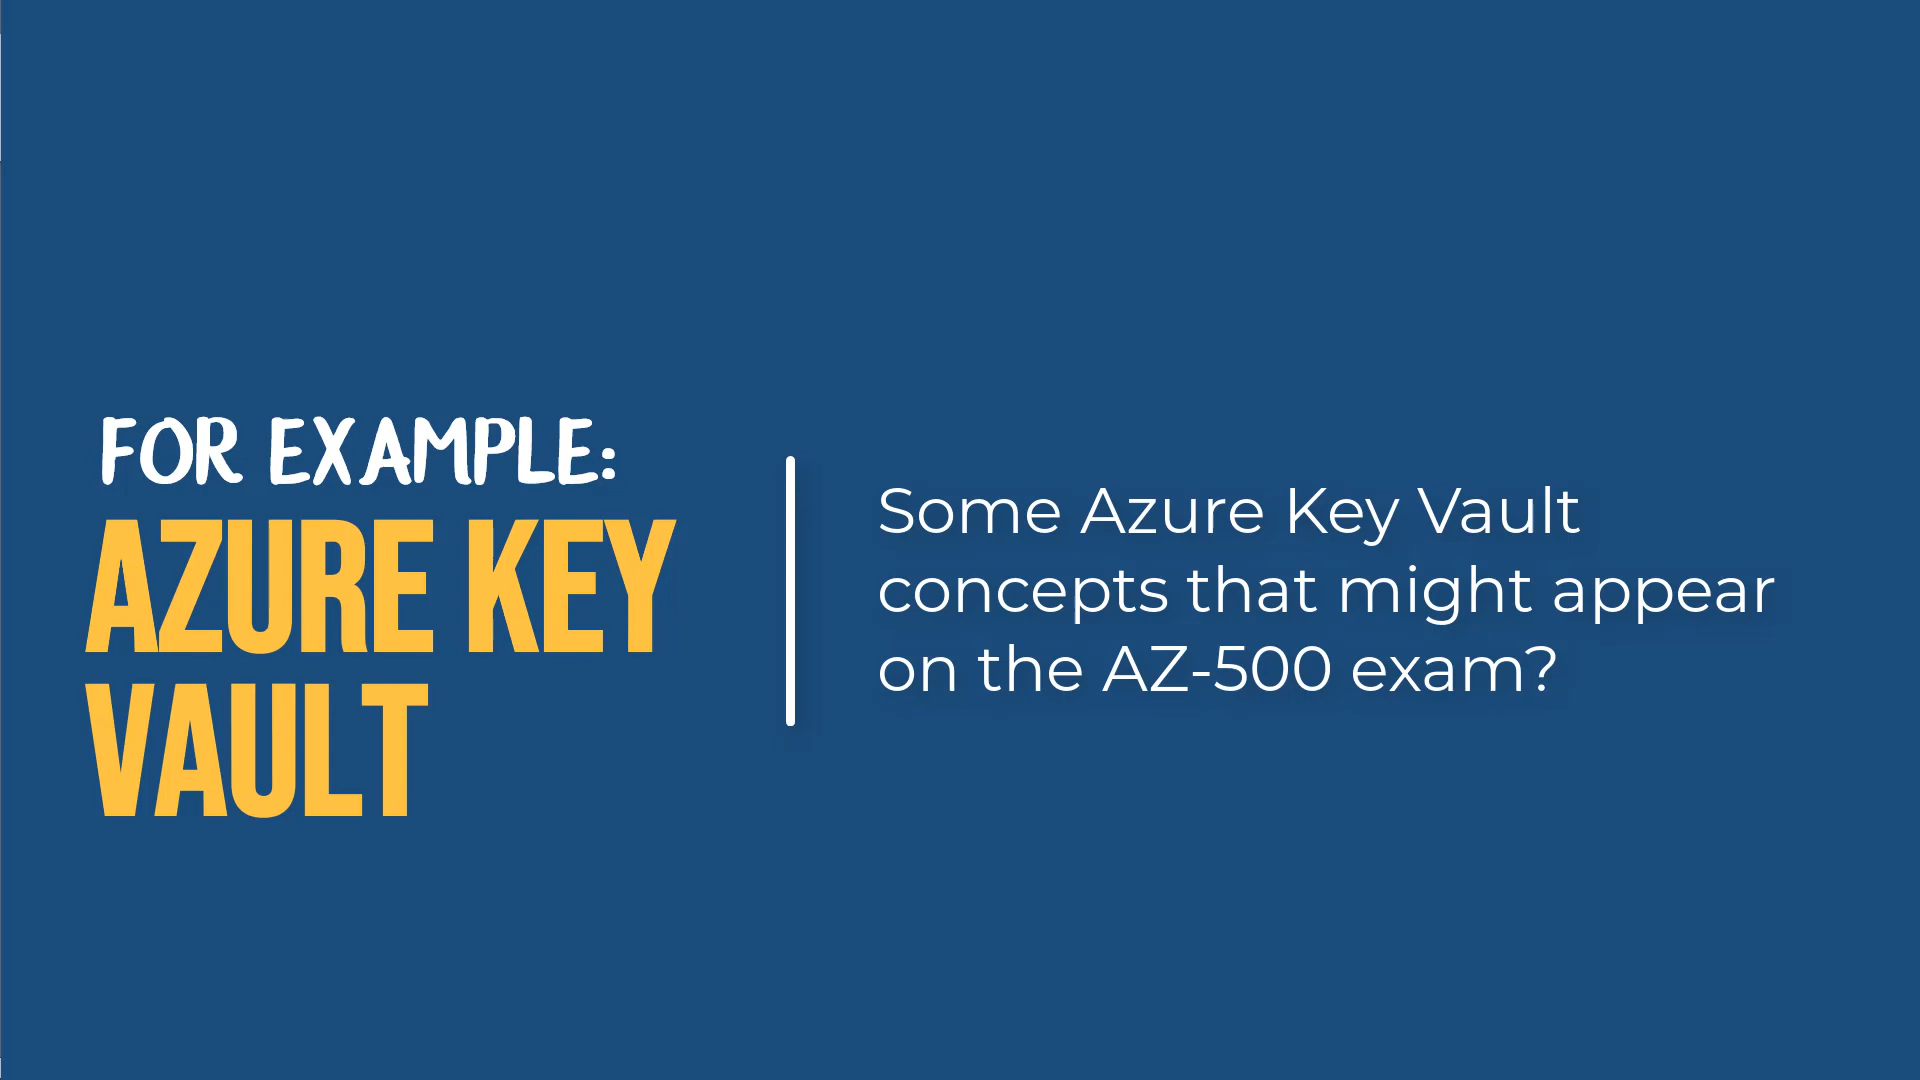 FOR EXAMPLE:
AZURE KEY
VAULT
Some Azure Key Vault
concepts that might appear
on the AZ-500 exam?